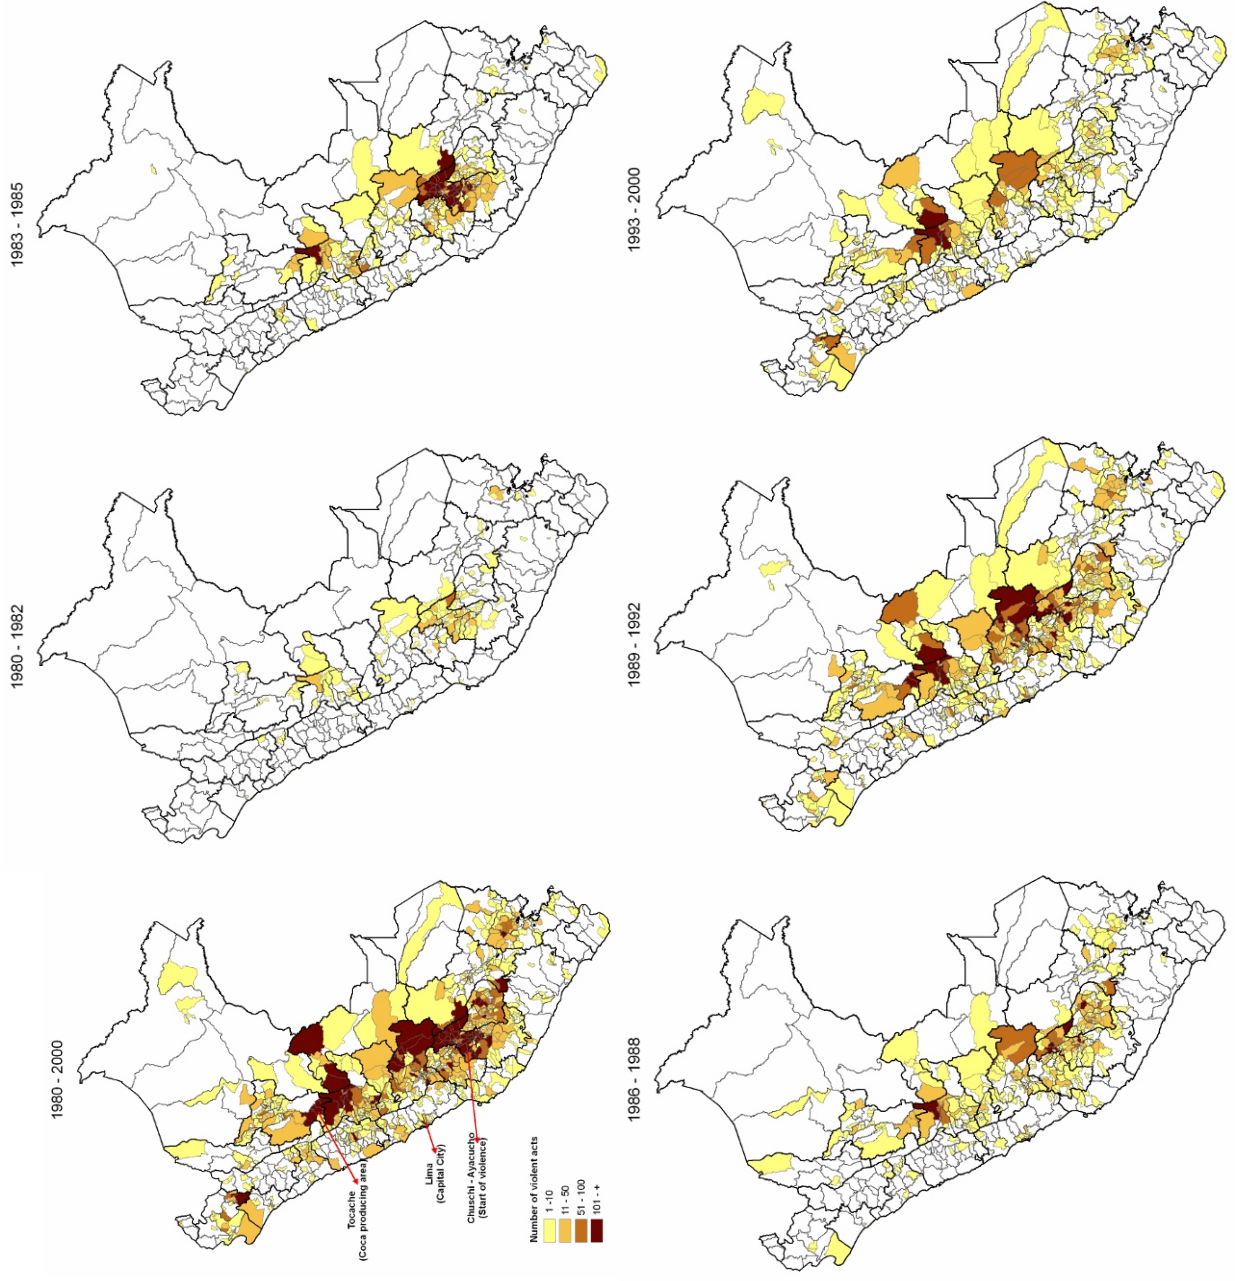 1980 - 2000
1980 - 1982
1983 - 1985
Tocache
(Coca producing area)
Lima
(Capital City)
Chuschi - Ayacucho
(Start of violence)
Number of violent acts
1 -10
11 - 50
51 - 100
101 - +
1986 - 1988
1989 - 1992
1993 - 2000